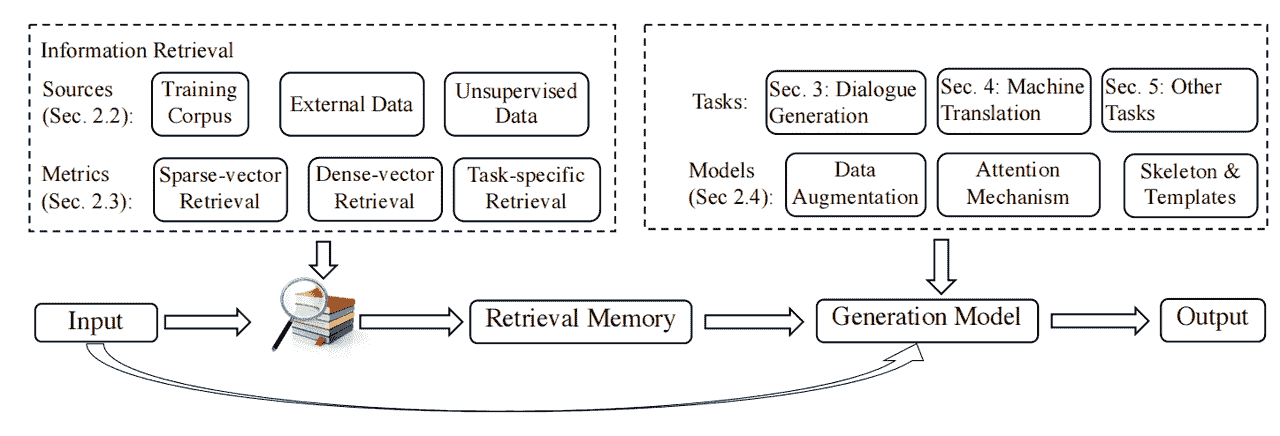 Information Retrieval
Sources
(Sec. 2.2):
Training
Corpus
External Data
Unsupervised
Data
Metrics
(Sec. 2.3):
Sparse-vector
Retrieval
Dense-vector
Retrieval
Task-specific
Retrieval
Tasks:
Sec. 3: Dialogue
Generation
Sec. 4: Machine
Translation
Sec. 5: Other
Tasks
Models
(Sec 2.4):
Data
Augmentation
Attention
Mechanism
Skeleton &
Templates
Input
Retrieval Memory
Generation Model
Output